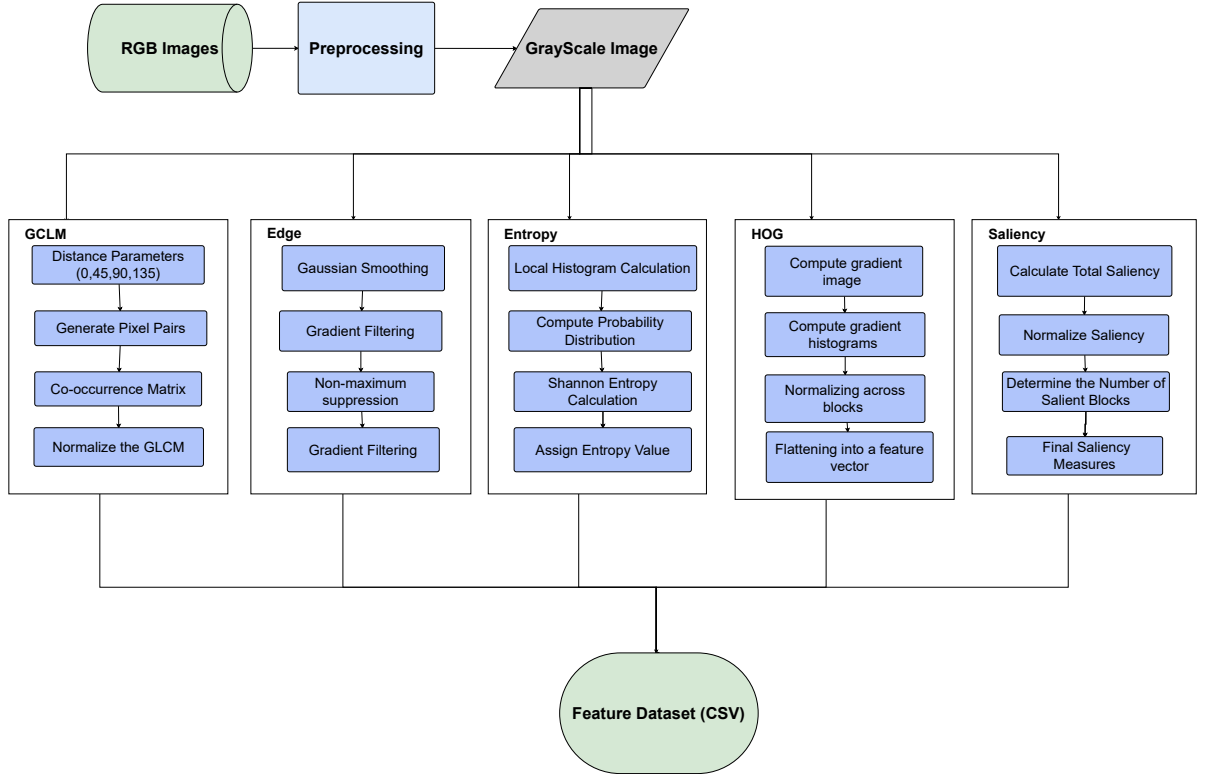 RGB Images
Preprocessing
GrayScale Image
GCLM
Distance Parameters
(0,45,90,135)
Generate Pixel Pairs
Co-occurrence Matrix
Normalize the GLCM
Edge
Gaussian Smoothing
Gradient Filtering
Non-maximum
suppression
Gradient Filtering
Entropy
Local Histogram Calculation
Compute Probability
Distribution
Shannon Entropy
Calculation
Assign Entropy Value
HOG
Compute gradient
image
Compute gradient
histograms
Normalizing across
blocks
Flattening into a feature
vector
Saliency
Calculate Total Saliency
Normalize Saliency
Determine the Number of
Salient Blocks
Final Saliency
Measures
Feature Dataset (CSV)